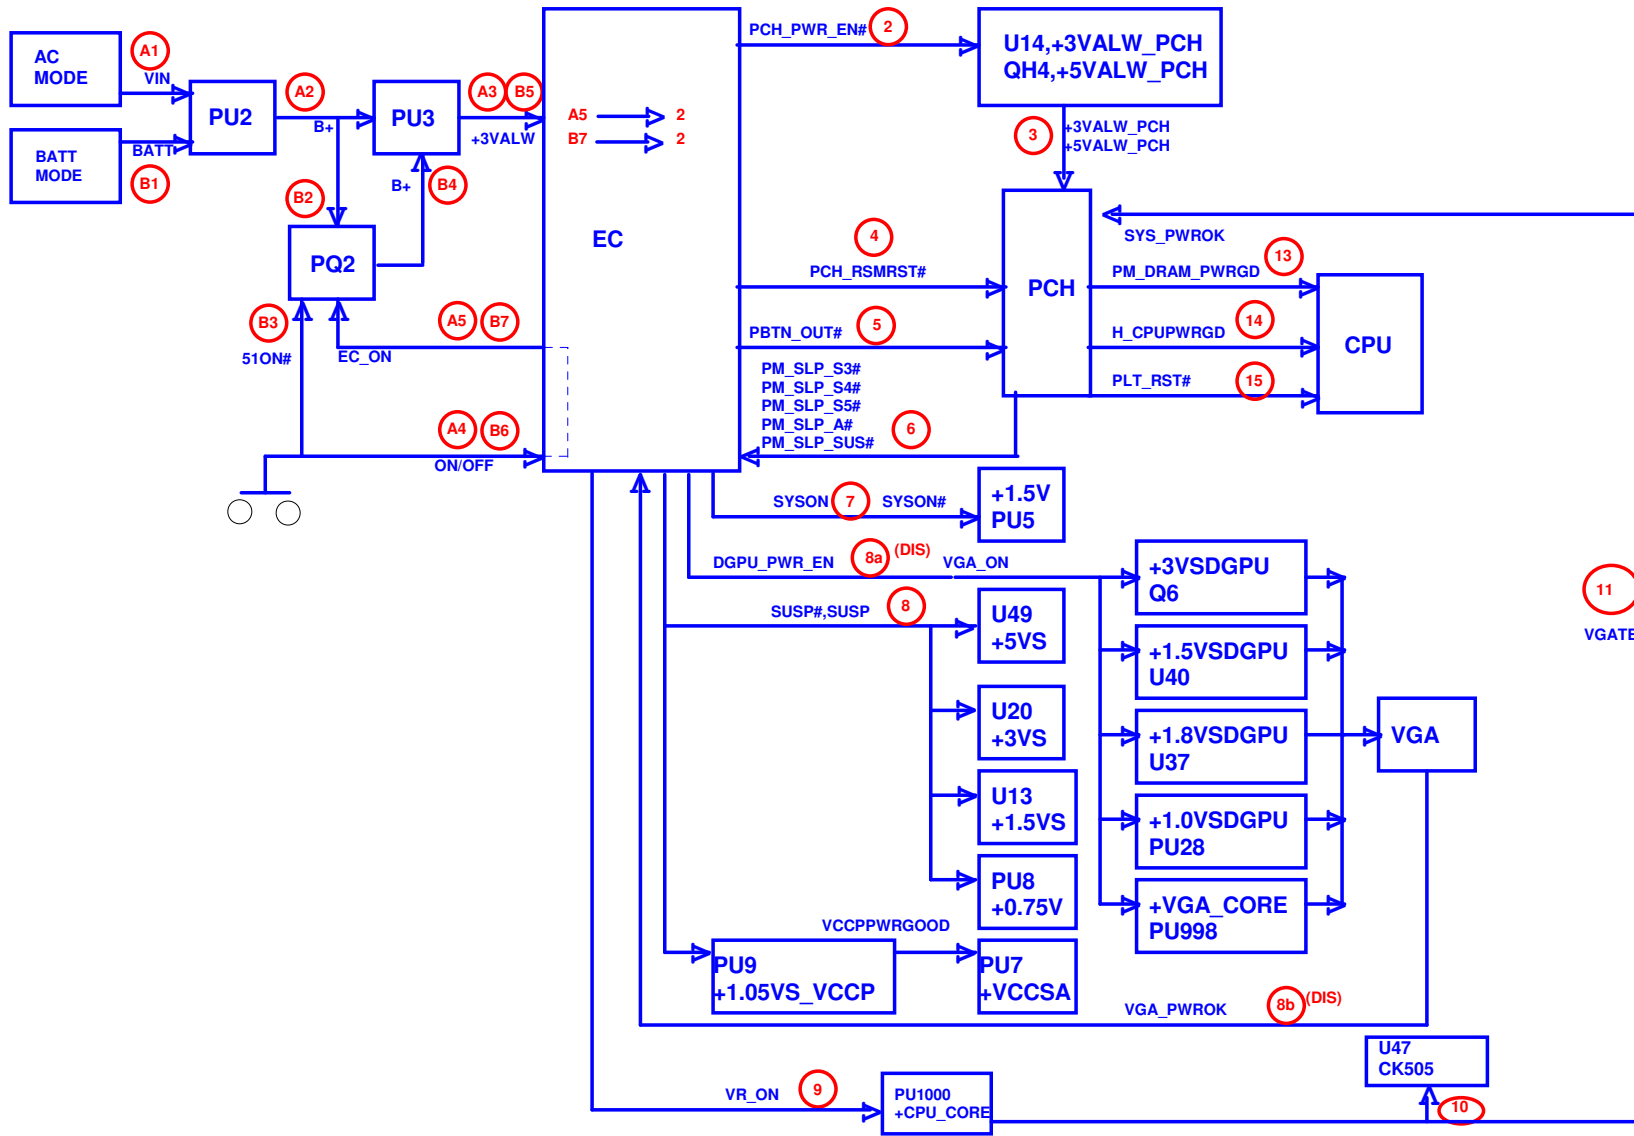 AC
MODE
A1
VIN
BATT
MODE
BATT
B1
PU2
A2
B+
PU3
A3
B5
+3VALW
B2
B+
B4
PQ2
B3
51ON#
A5
B7
EC_ON
A4
B6
ON/OFF
A5
2
B7
2
EC
PCH_PWR_EN#
2
U14,+3VALW_PCH
QH4,+5VALW_PCH
3
+3VALW_PCH
+5VALW_PCH
4
PCH_RSMRST#
PBTN_OUT#
5
PCH
SYS_PWROK
PM_DRAM_PWRGD
13
H_CPUPWRGD
14
PLT_RST#
15
CPU
PM_SLP_S3#
PM_SLP_S4#
PM_SLP_S5#
PM_SLP_A#
PM_SLP_SUS#
6
SYSON
7
SYSON#
+1.5V
PU5
DGPU_PWR_EN
8a
(DIS)
VGA_ON
SUSP#,SUSP
8
U49
+5VS
U20
+3VS
U13
+1.5VS
PU8
+0.75V
VCCPPWRGOOD
PU9
+1.05VS_VCCP
PU7
+VCCSA
+3VSDGPU
Q6
+1.5VSDGPU
U40
+1.8VSDGPU
U37
+1.0VSDGPU
PU28
+VGA_CORE
PU998
VGA
11
VGATE
VGA_PWROK
8b
(DIS)
U47
CK505
VR_ON
9
PU1000
+CPU_CORE
10